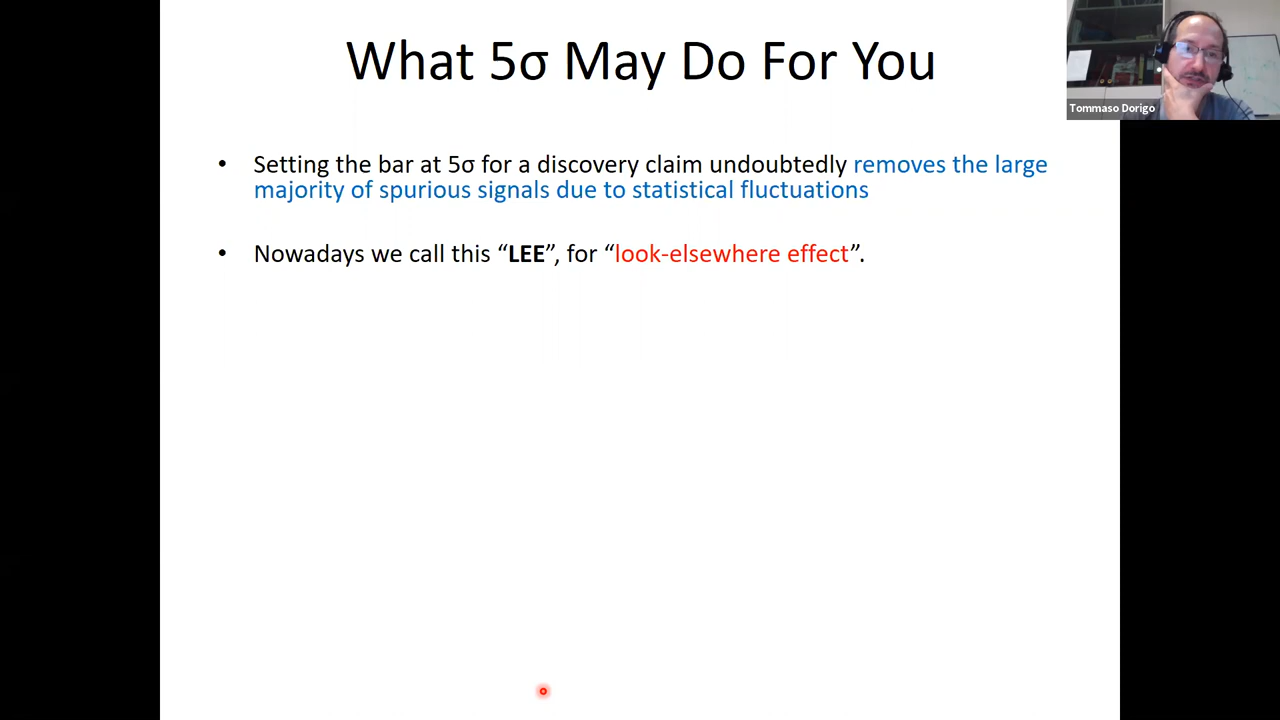 What 5σ May Do For You
Tommaso Dorigo
• Setting the bar at 5σ for a discovery claim undoubtedly removes the large
majority of spurious signals due to statistical fluctuations
• Nowadays we call this “LEE”, for “look-elsewhere effect”.